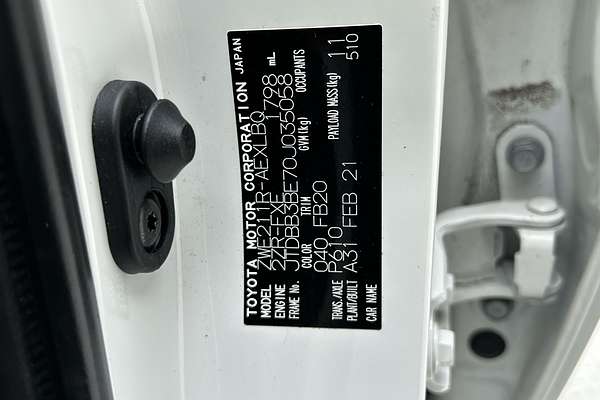 TOYOTA MOTOR CORPORATION JAPAN
MODEL ZWE211R-AEXLBQ
ENGINE 2ZR-FXE 1798 mL
FRAME No. JTDBB3BE70J035058
COLOR TRIM GVM(kg) OCCUPANTS
040 FB20
TRANS./AXLE P610 PAYLOAD MASS(kg) 11
PLANT/BUILT A31 FEB 21 510
CAR NAME